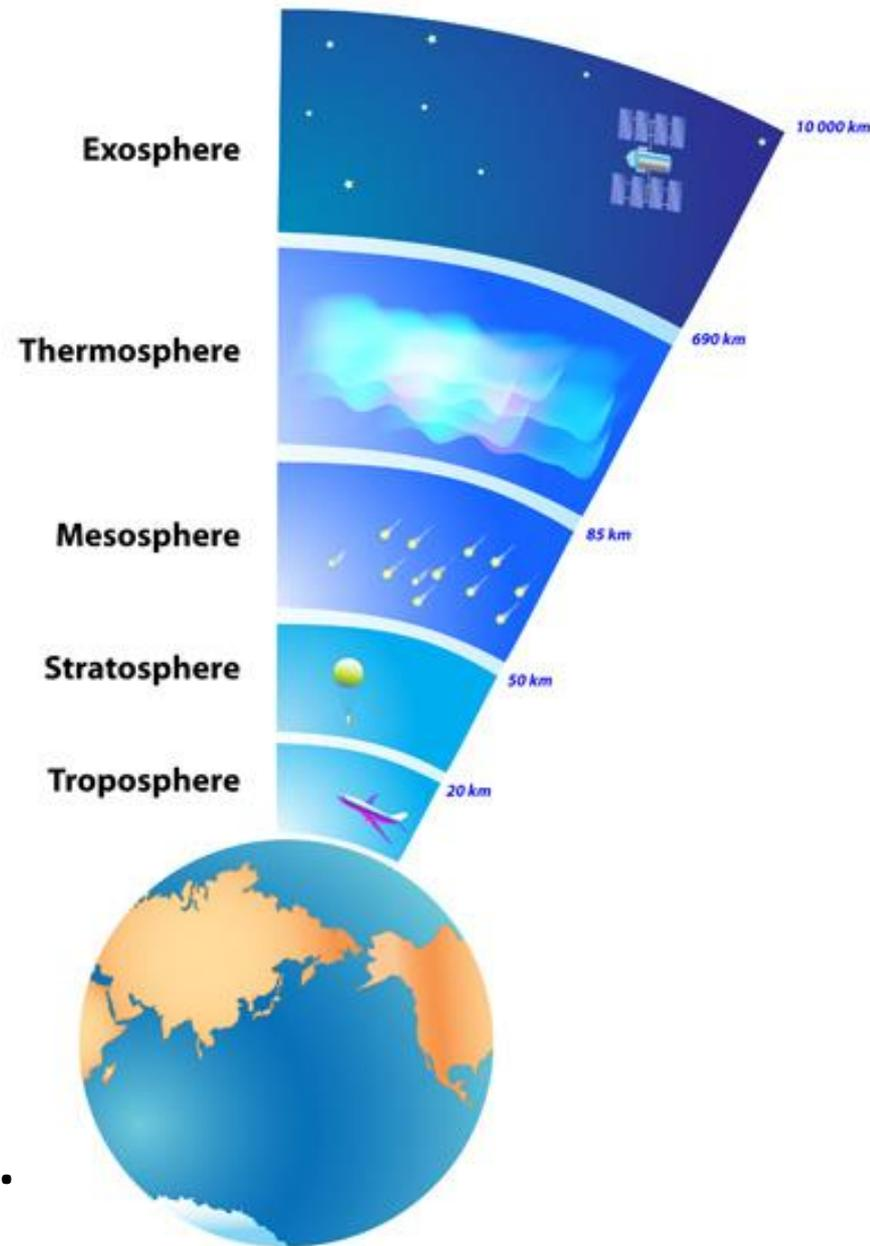 10 000 km
Exosphere
690 km
Thermosphere
85 km
Mesosphere
50 km
Stratosphere
20 km
Troposphere
.